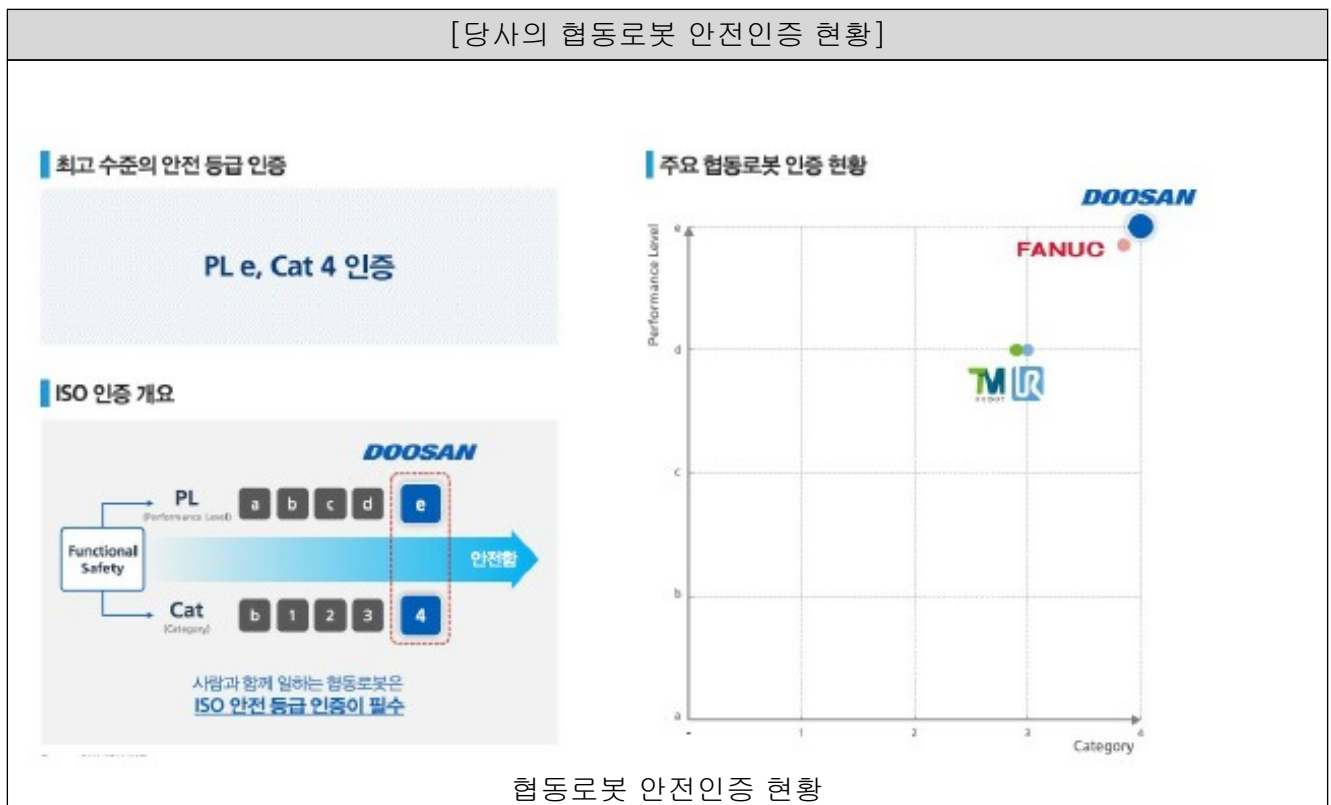 [당사의 협동로봇 안전인증 현황]
최고 수준의 안전 등급 인증
PL e, Cat 4 인증
ISO 인증 개요
DOOSAN
PL
(Performance Level)
a b c d e
Functional
Safety
안전함
Cat
(Category)
b 1 2 3 4
사람과 함께 일하는 협동로봇은
ISO 안전 등급 인증이 필수
주요 협동로봇 인증 현황
DOOSAN
FANUC
TM
UR
Performance Level
e
d
c
b
a
- 1 2 3 4
Category
협동로봇 안전인증 현황